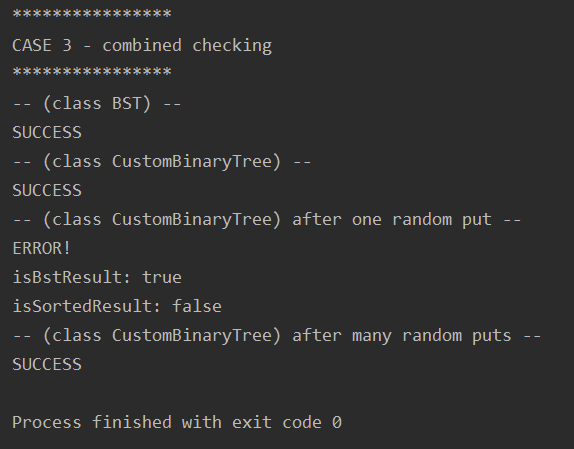 ****************
CASE 3 - combined checking
****************
-- (class BST) --
SUCCESS
-- (class CustomBinaryTree) --
SUCCESS
-- (class CustomBinaryTree) after one random put --
ERROR!
isBstResult: true
isSortedResult: false
-- (class CustomBinaryTree) after many random puts --
SUCCESS
Process finished with exit code 0